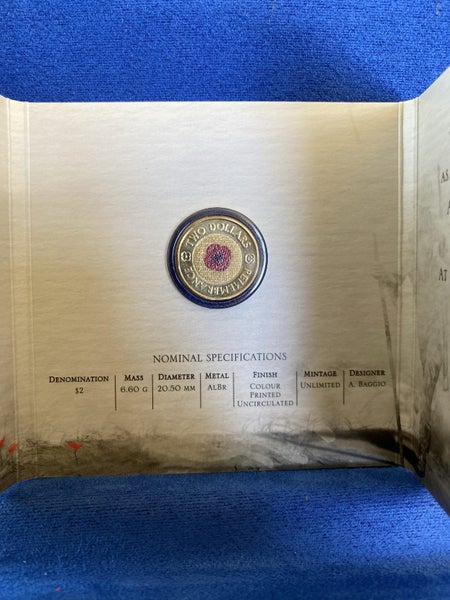 TWO DOLLARS
REMEMBRANCE
NOMINAL SPECIFICATIONS
DENOMINATION
$2
MASS
6.60 G
DIAMETER
20.50 MM
METAL
ALBR
FINISH
COLOUR
PRINTED
UNCIRCULATED
MINTAGE
UNLIMITED
DESIGNER
A. BAGGIO
AS
A
AT